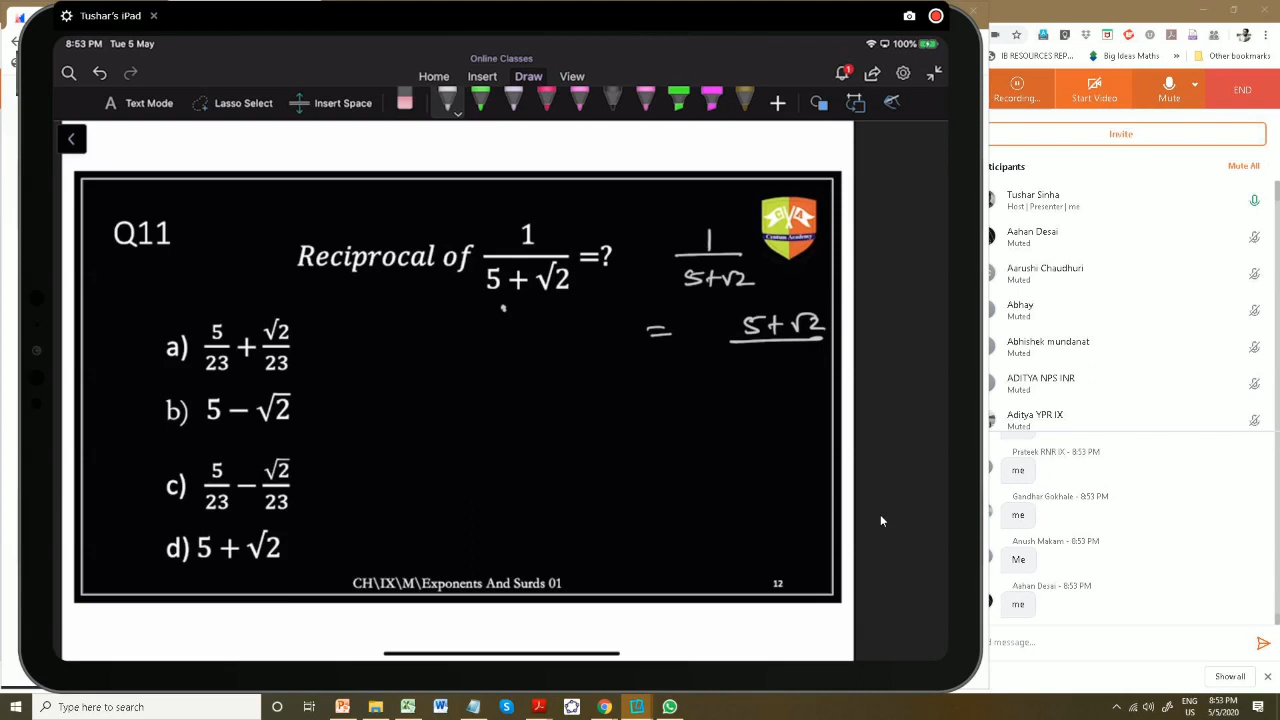 Tushar's iPad ×
8:53 PM Tue 5 May
100%
Online Classes
Home Insert Draw View
1
Text Mode Lasso Select Insert Space
Q11
Reciprocal of 1/(5 + √2) =?
a) 5/23 + √2/23
b) 5 − √2
c) 5/23 − √2/23
d) 5 + √2
1/(5+√2)
= 5+√2
CH\IX\M\Exponents And Surds 01
12
IB RESOURCES REP...
Big Ideas Maths
»
Other bookmarks
Recording...
Start Video
Mute
END
Invite
articipants
Mute All
Tushar Sinha
Host | Presenter | me
Aahan Desai
Muted
Aarushi Chaudhuri
Muted
Abhay
Muted
Abhishek mundanat
Muted
ADITYA NPS INR
Muted
Aditya YPR IX
Muted
Prateek RNR IX - 8:53 PM
me
Gandhar Gokhale - 8:53 PM
me
Anush Makam - 8:53 PM
Me
Aahan Desai - 8:53 PM
me
d message...
Show all
Type here to search
ENG
US
8:53 PM
5/5/2020